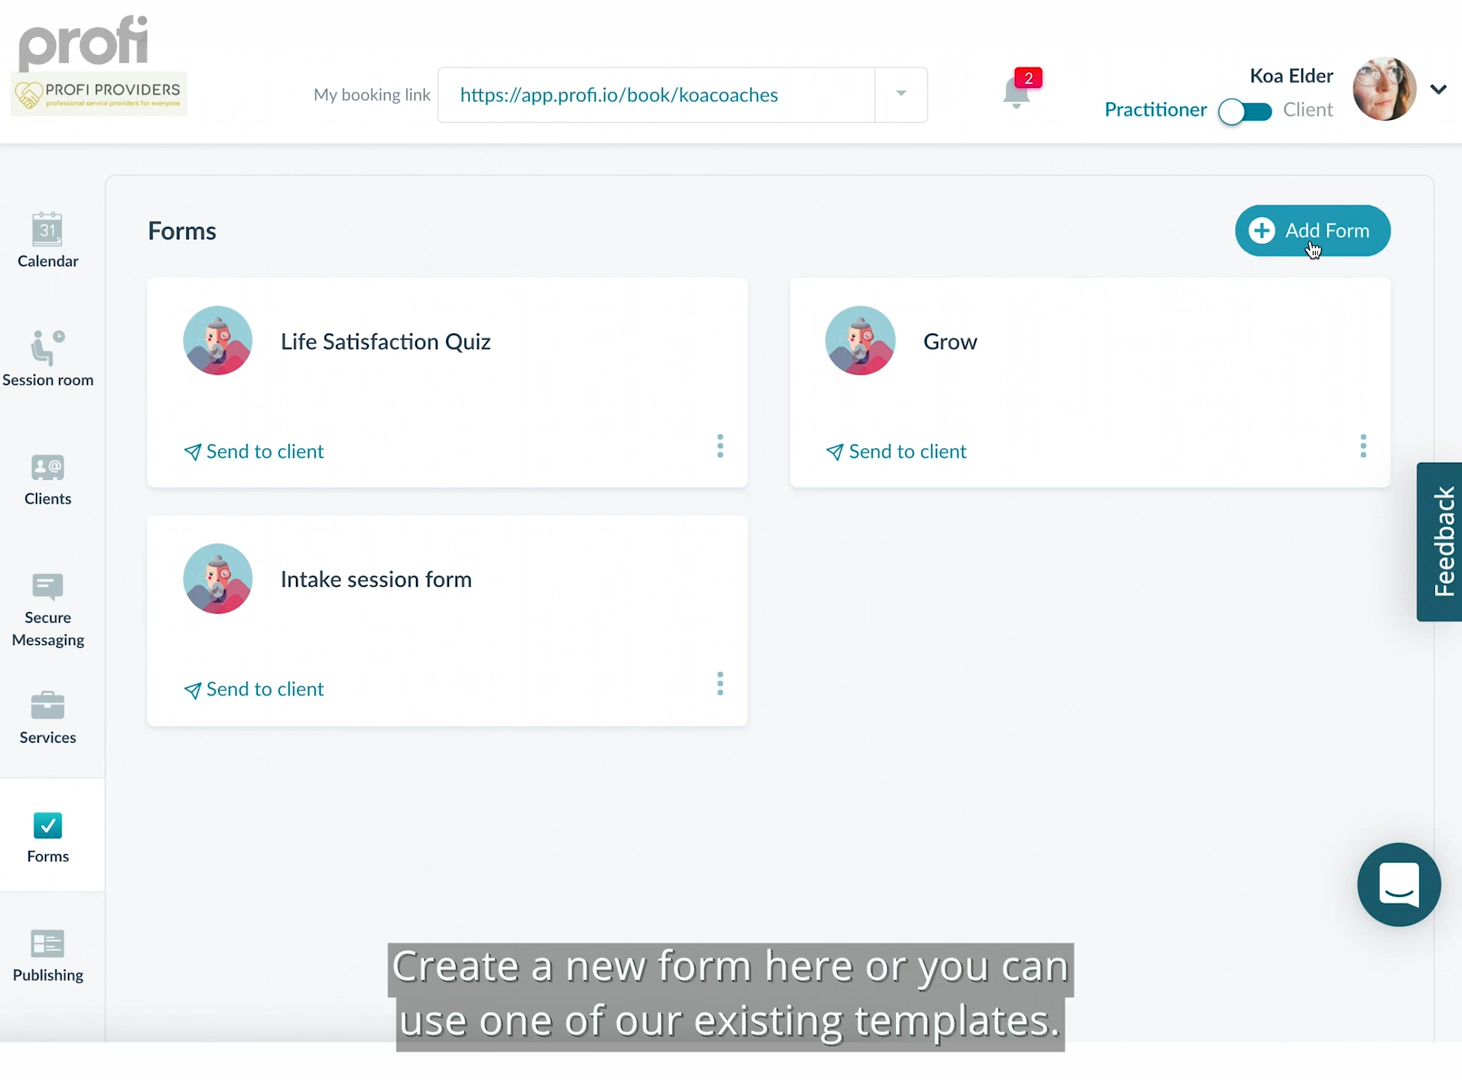 profi
PROFI PROVIDERS
professional service providers for everyone
My booking link
https://app.profi.io/book/koacoaches
2
Koa Elder
Practitioner
Client
31
Calendar
Session room
Clients
Secure
Messaging
Services
Forms
Publishing
Forms
Add Form
Life Satisfaction Quiz
Send to client
Grow
Send to client
Intake session form
Send to client
Feedback
Create a new form here or you can
use one of our existing templates.